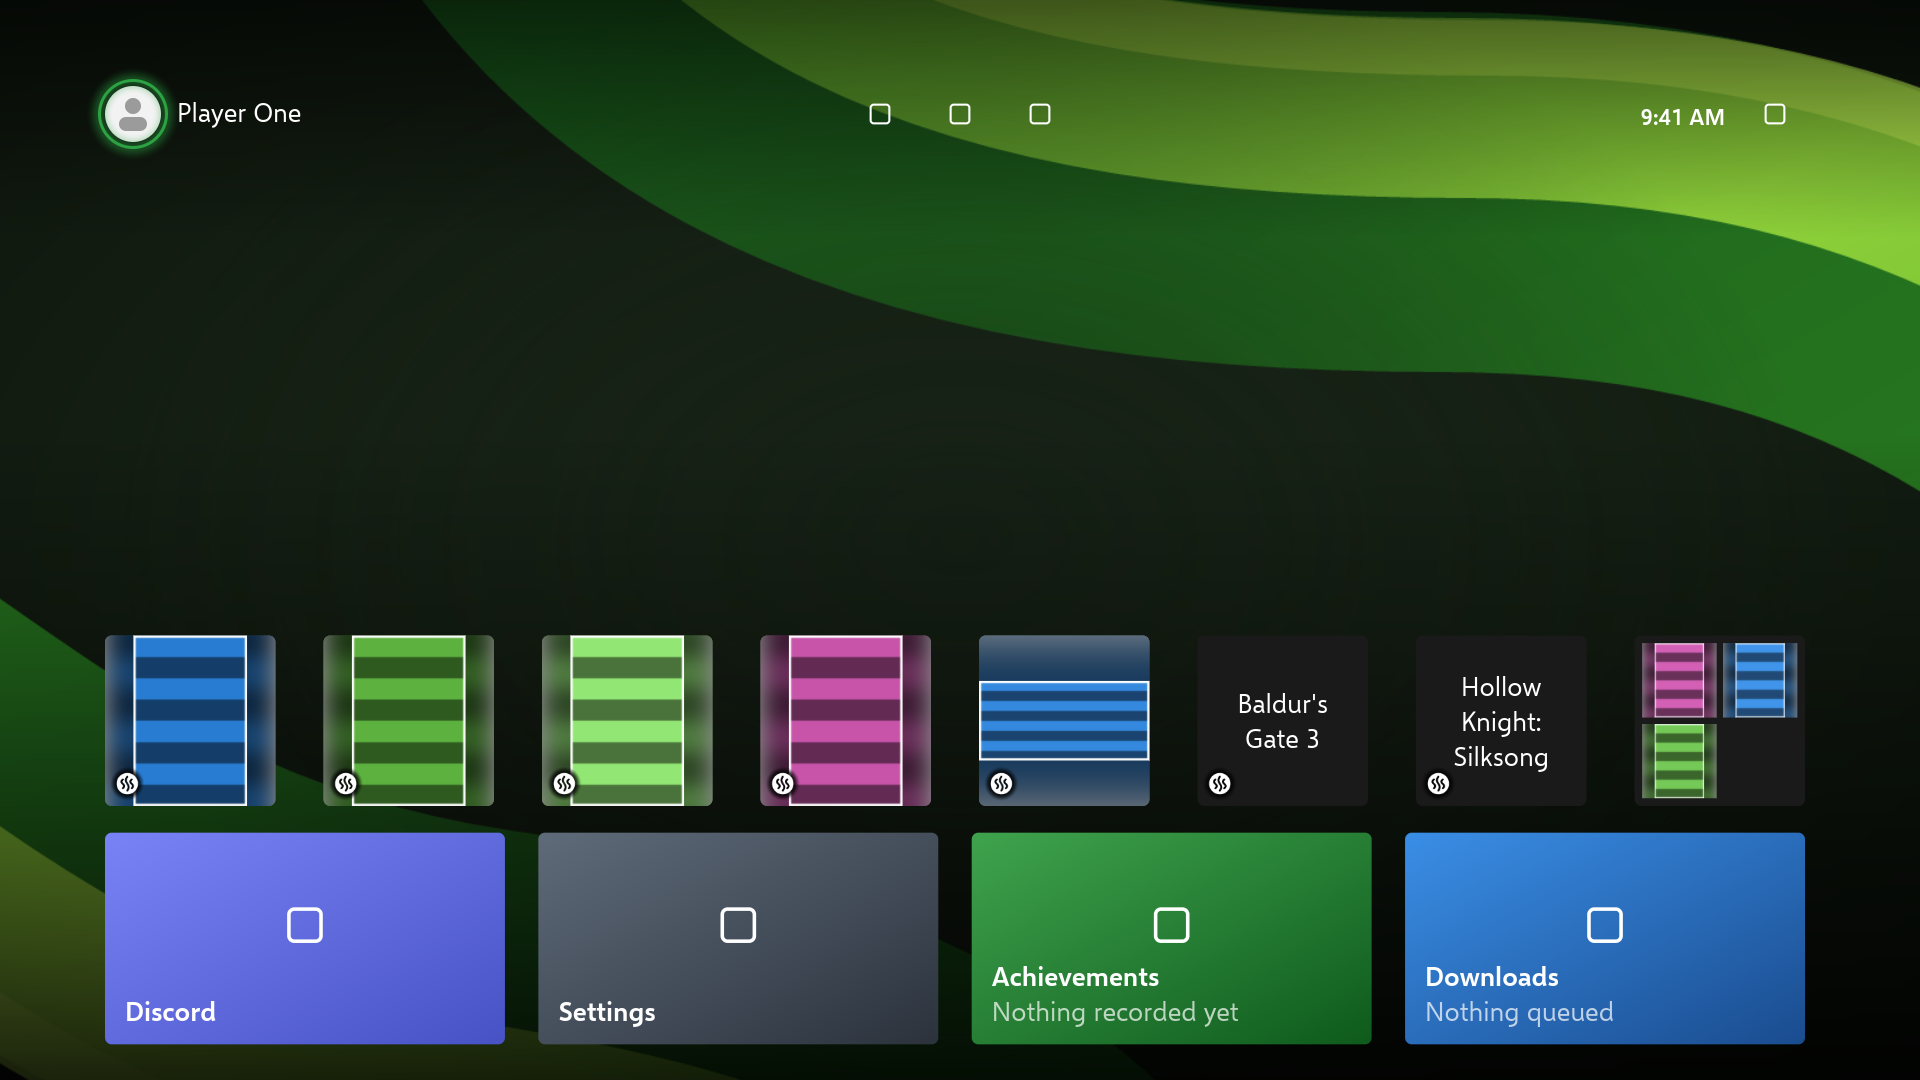 Player One
9:41 AM
Baldur's
Gate 3
Hollow
Knight:
Silksong
Discord
Settings
Achievements
Nothing recorded yet
Downloads
Nothing queued